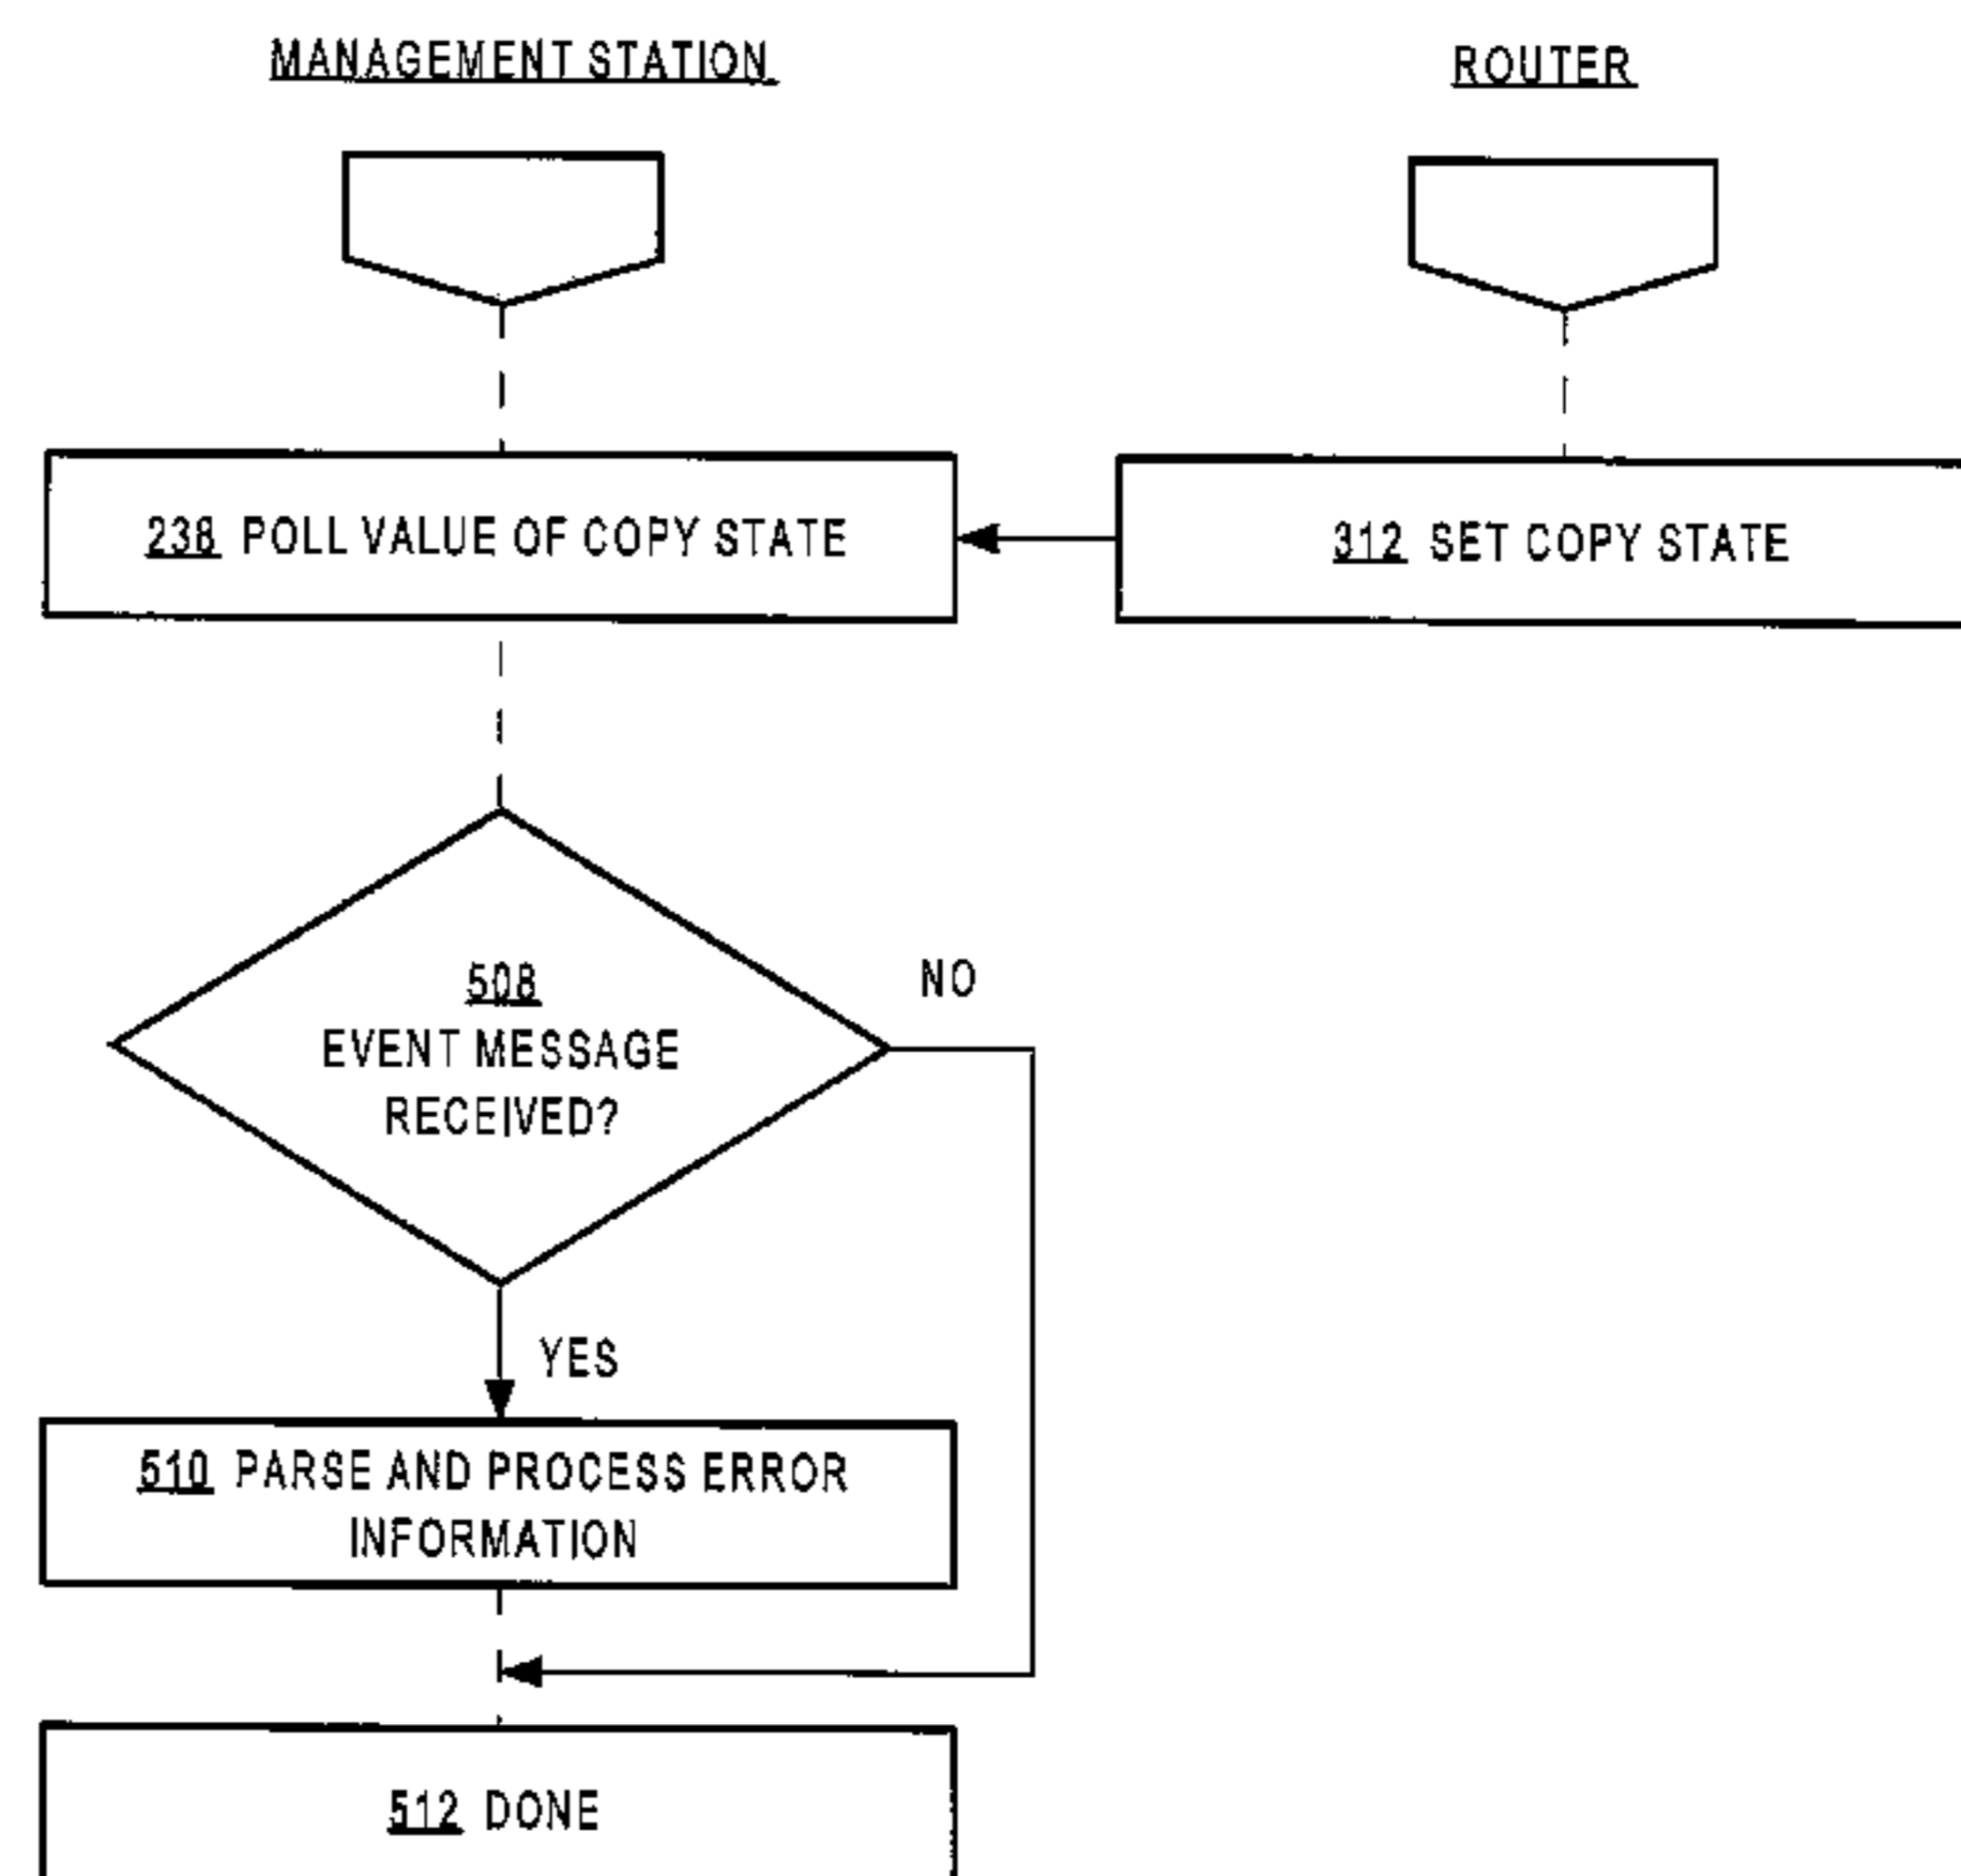 MANAGEMENT STATION
ROUTER
238 POLL VALUE OF COPY STATE
312 SET COPY STATE
508
EVENT MESSAGE
RECEIVED?
NO
YES
510 PARSE AND PROCESS ERROR
INFORMATION
512 DONE